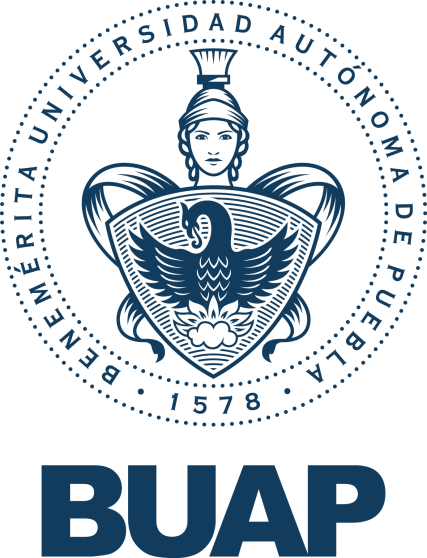 BENEMÉRITA UNIVERSIDAD AUTÓNOMA DE PUEBLA
• 1578 •
BUAP